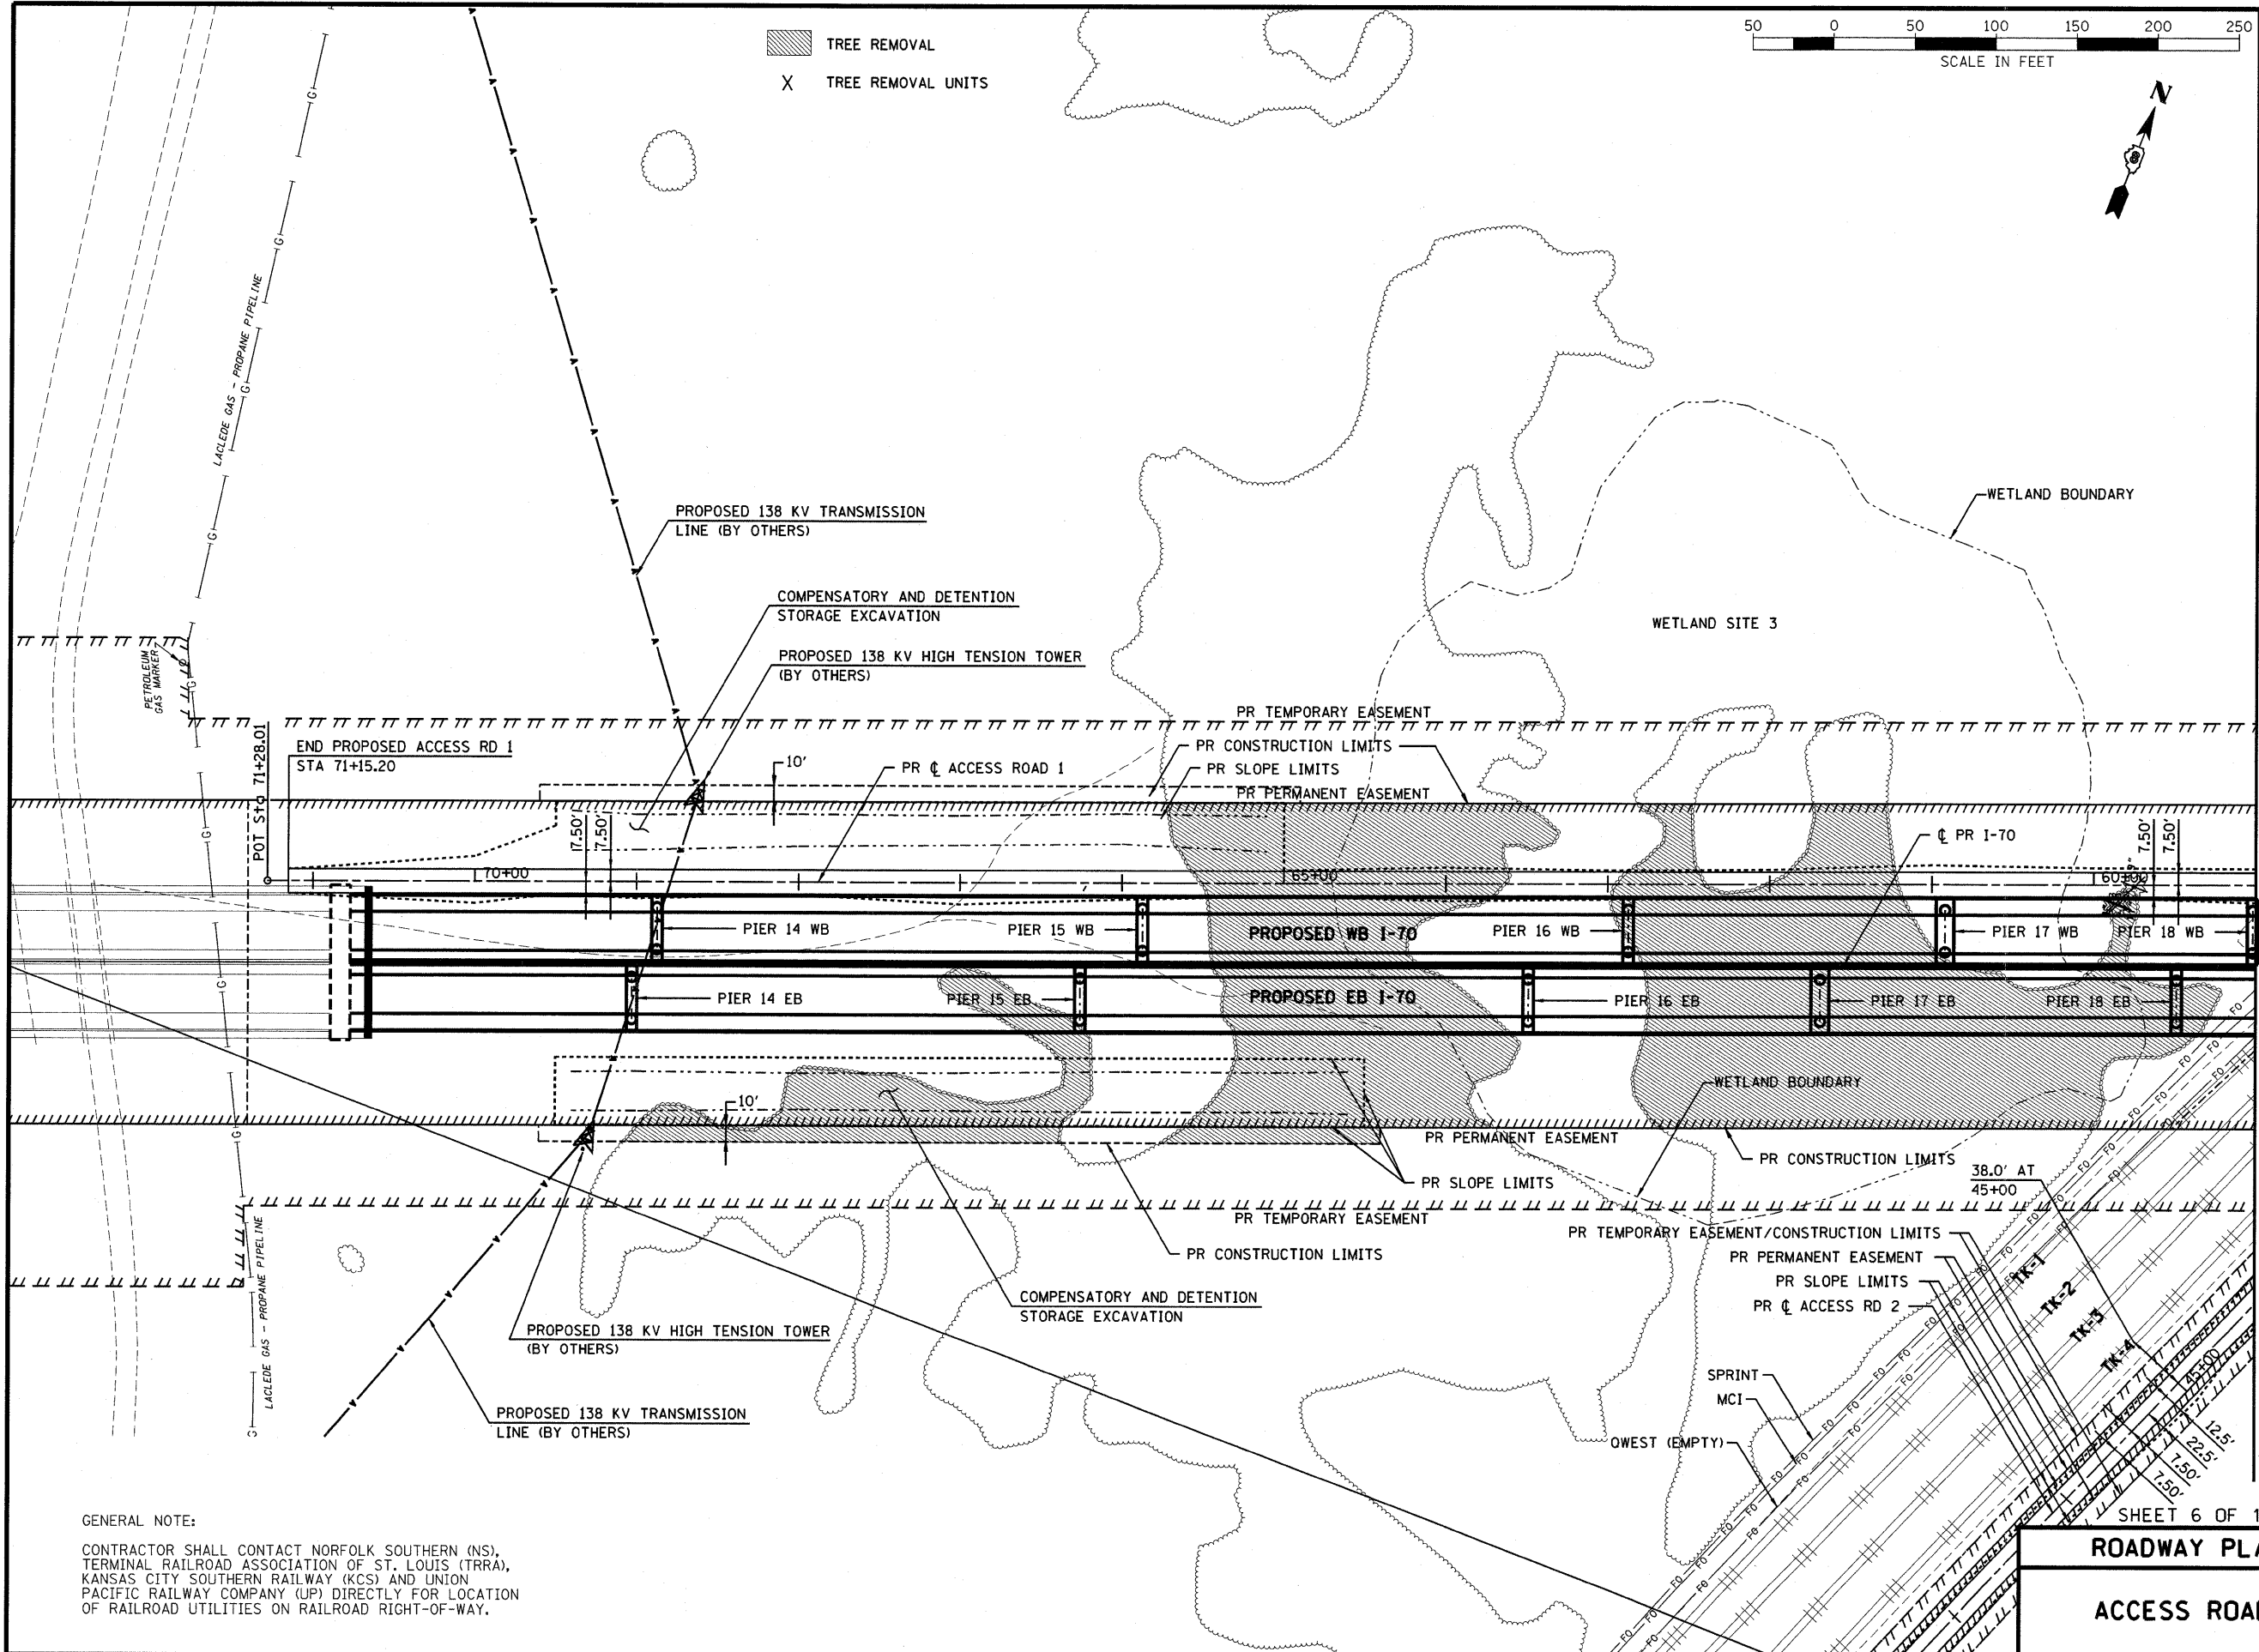 TREE REMOVAL
X TREE REMOVAL UNITS
50 0 50 100 150 200 250
SCALE IN FEET
N
LACLEDE GAS - PROPANE PIPELINE
PROPOSED 138 KV TRANSMISSION
LINE (BY OTHERS)
WETLAND BOUNDARY
COMPENSATORY AND DETENTION
STORAGE EXCAVATION
WETLAND SITE 3
PROPOSED 138 KV HIGH TENSION TOWER
(BY OTHERS)
PETROLEUM
GAS MARKER
POT Sta 71+28.01
PR TEMPORARY EASEMENT
END PROPOSED ACCESS RD 1
STA 71+15.20
10'
PR ℄ ACCESS ROAD 1
PR CONSTRUCTION LIMITS
PR SLOPE LIMITS
PR PERMANENT EASEMENT
17.50'
7.50'
℄ PR I-70
7.50'
7.50'
70+00
65+00
60+00
PIER 14 WB
PIER 15 WB
PROPOSED WB I-70
PIER 16 WB
PIER 17 WB
PIER 18 WB
PIER 14 EB
PIER 15 EB
PROPOSED EB I-70
PIER 16 EB
PIER 17 EB
PIER 18 EB
WETLAND BOUNDARY
10'
PR PERMANENT EASEMENT
PR CONSTRUCTION LIMITS
PR SLOPE LIMITS
38.0' AT
45+00
PR TEMPORARY EASEMENT
PR TEMPORARY EASEMENT/CONSTRUCTION LIMITS
PR CONSTRUCTION LIMITS
PR PERMANENT EASEMENT
PR SLOPE LIMITS
PR ℄ ACCESS RD 2
TK-1
TK-2
TK-3
TK-4
45+00
LACLEDE GAS - PROPANE PIPELINE
COMPENSATORY AND DETENTION
STORAGE EXCAVATION
PROPOSED 138 KV HIGH TENSION TOWER
(BY OTHERS)
SPRINT
MCI
QWEST (EMPTY)
PROPOSED 138 KV TRANSMISSION
LINE (BY OTHERS)
12.5'
22.5'
7.50'
7.50'
GENERAL NOTE:
CONTRACTOR SHALL CONTACT NORFOLK SOUTHERN (NS),
TERMINAL RAILROAD ASSOCIATION OF ST. LOUIS (TRRA),
KANSAS CITY SOUTHERN RAILWAY (KCS) AND UNION
PACIFIC RAILWAY COMPANY (UP) DIRECTLY FOR LOCATION
OF RAILROAD UTILITIES ON RAILROAD RIGHT-OF-WAY.
SHEET 6 OF 1
ROADWAY PLA
ACCESS ROA